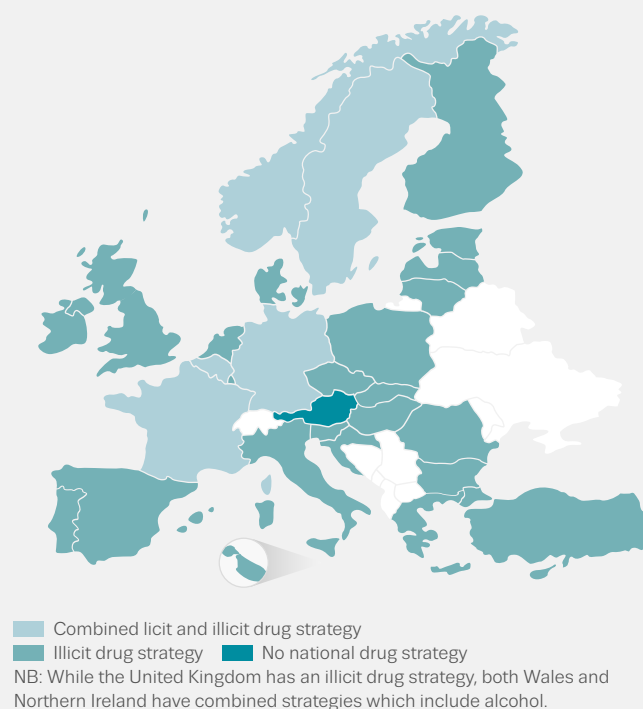 Combined licit and illicit drug strategy
Illicit drug strategy No national drug strategy
NB: While the United Kingdom has an illicit drug strategy, both Wales and
Northern Ireland have combined strategies which include alcohol.